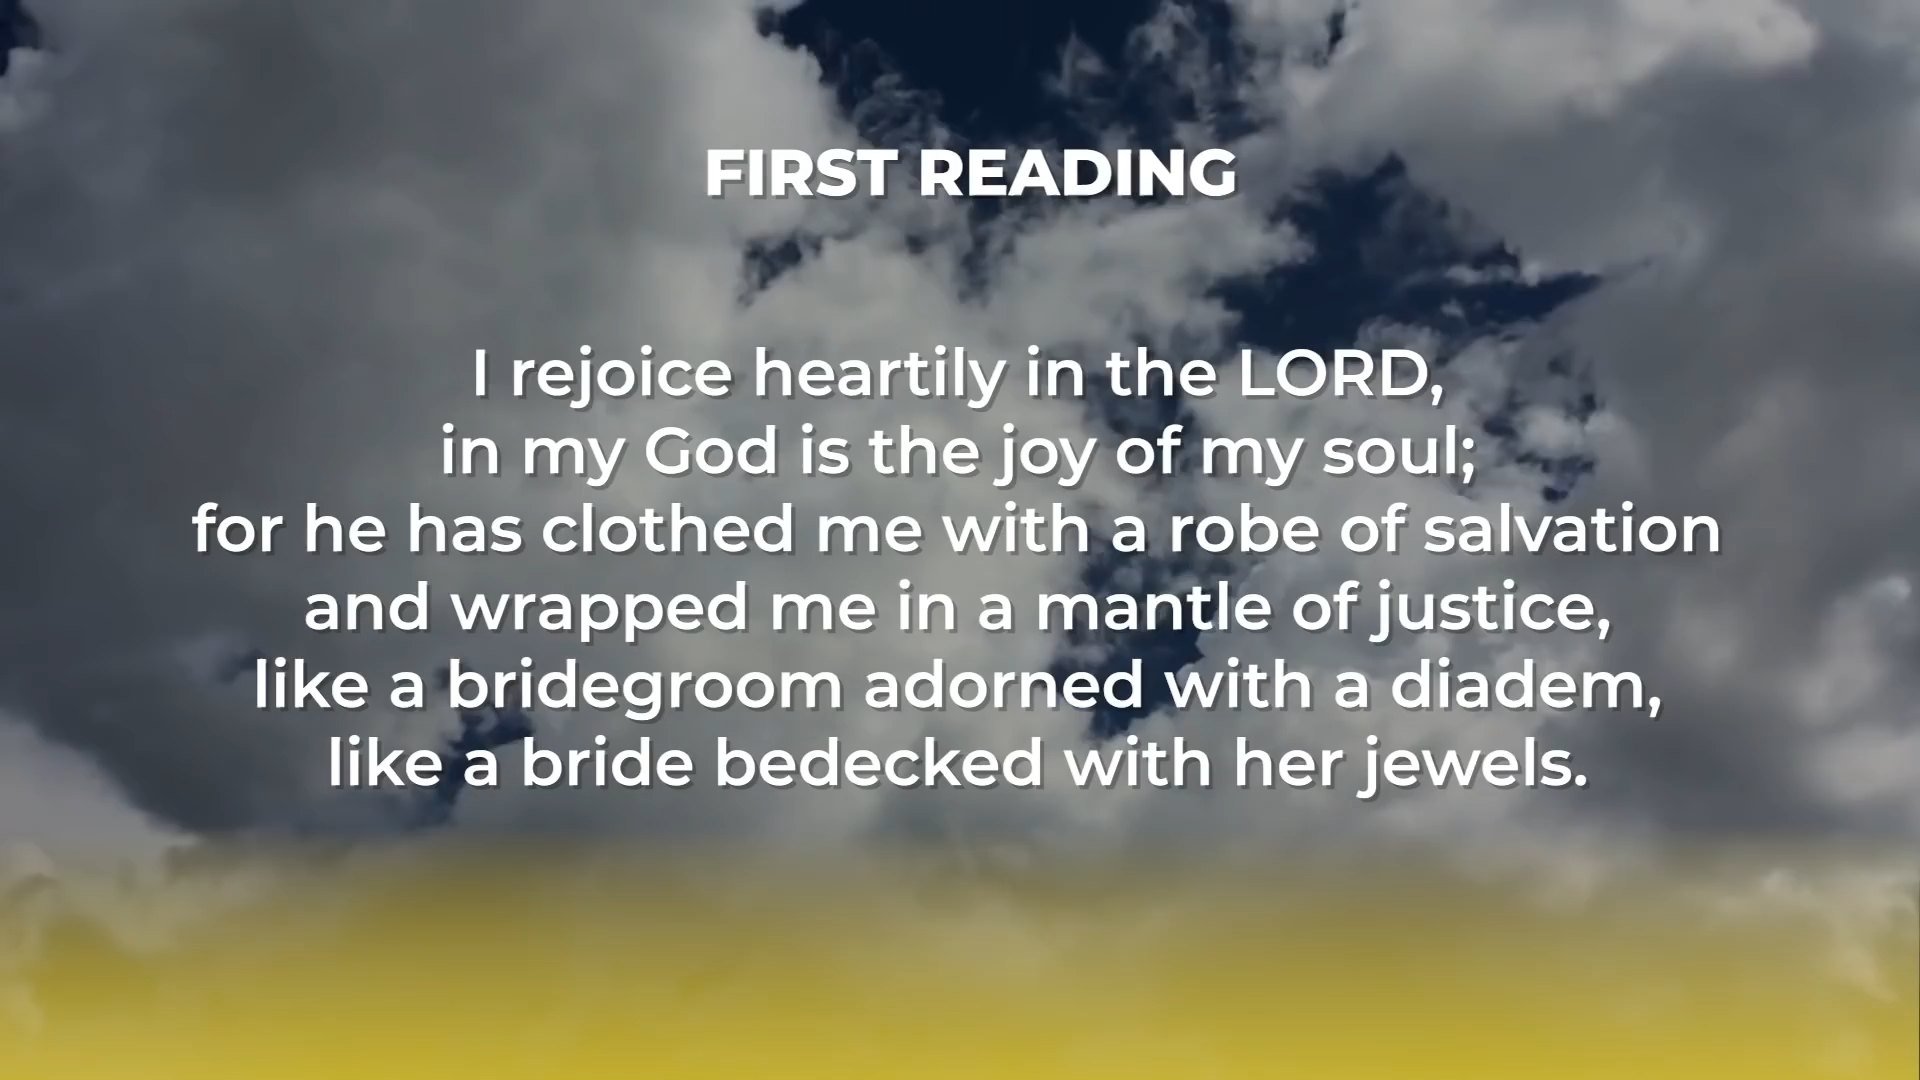 FIRST READING
I rejoice heartily in the LORD,
in my God is the joy of my soul;
for he has clothed me with a robe of salvation
and wrapped me in a mantle of justice,
like a bridegroom adorned with a diadem,
like a bride bedecked with her jewels.